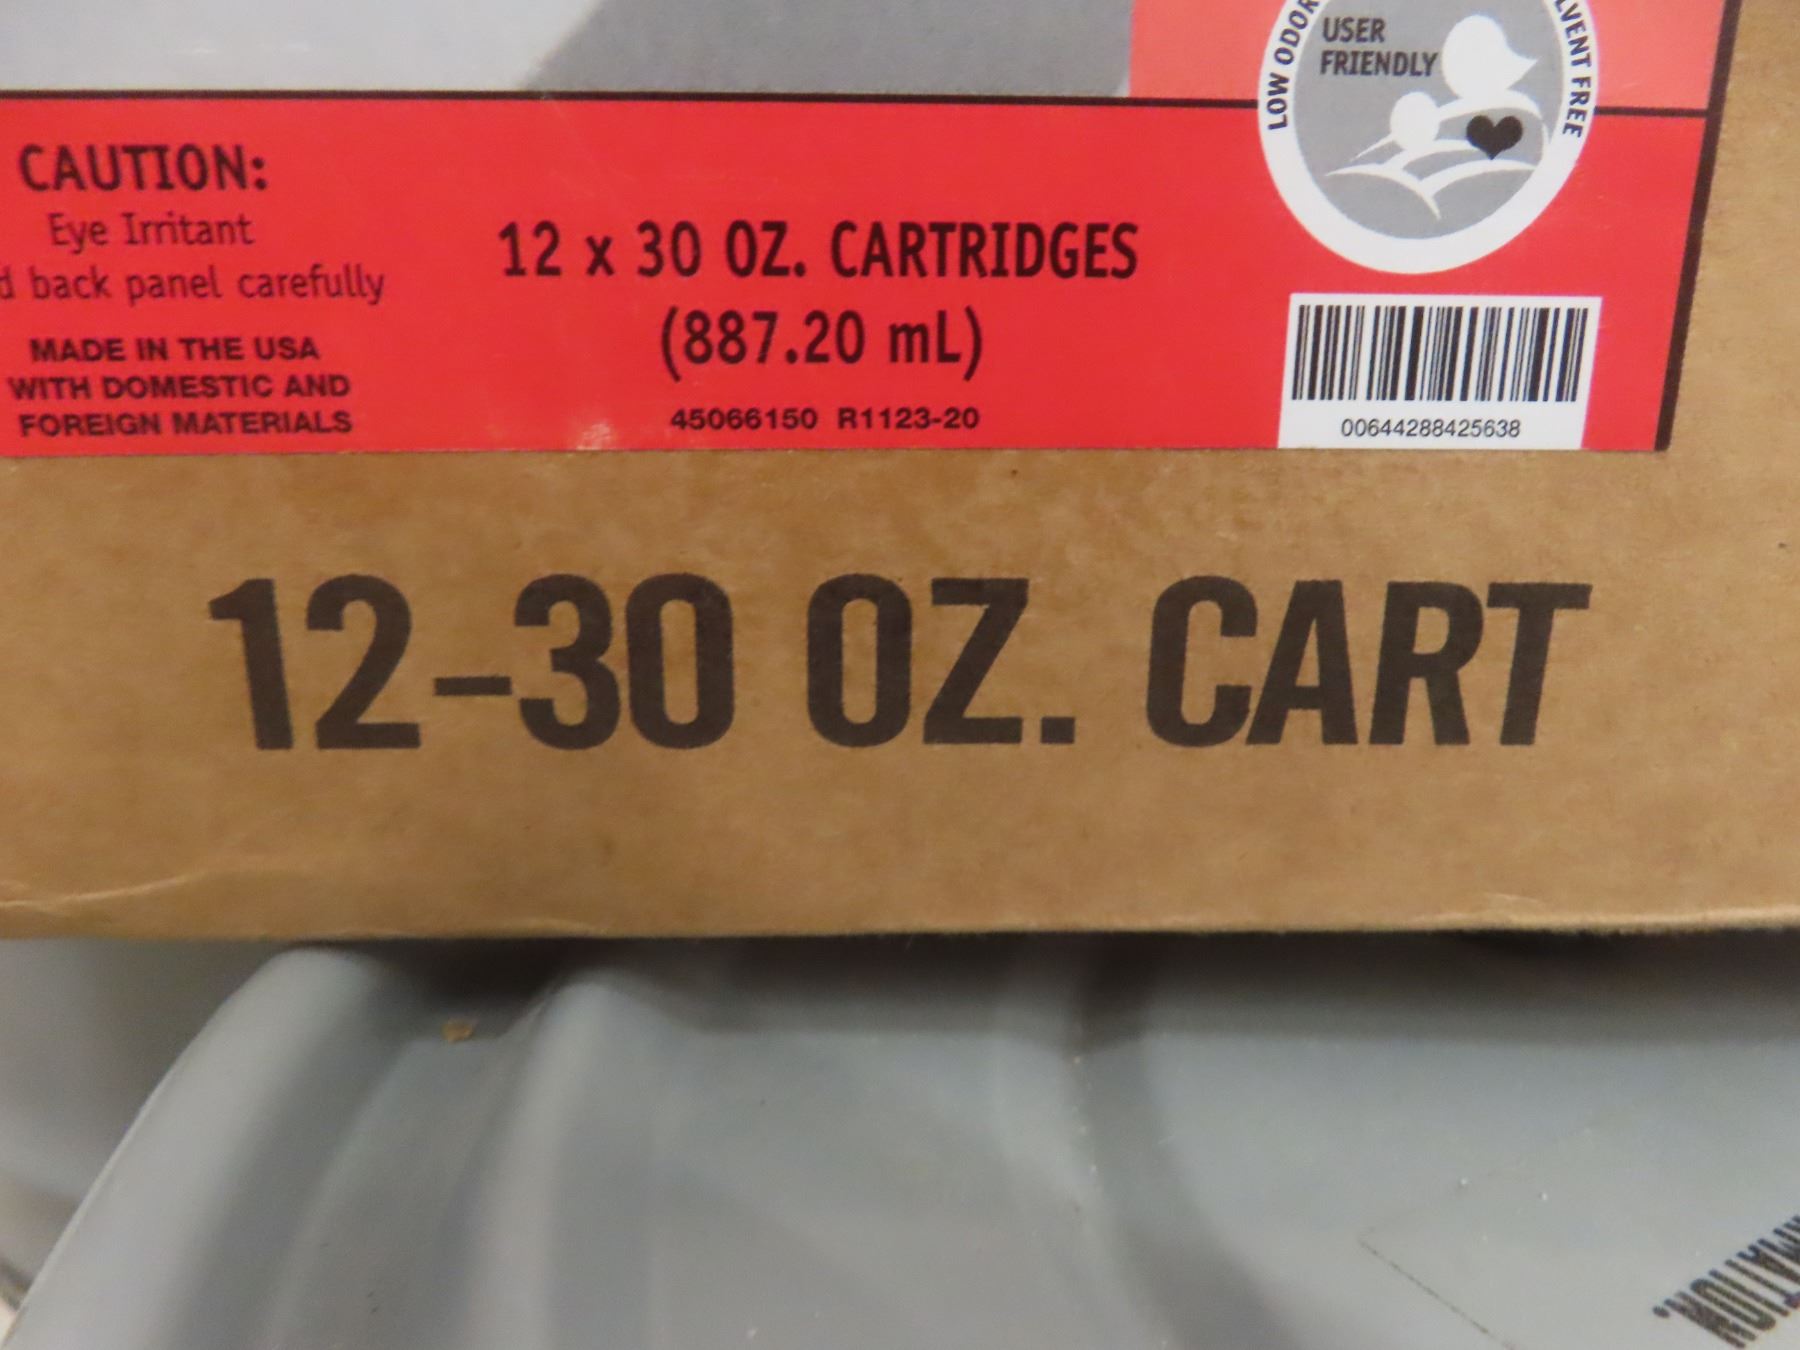 LOW ODOR
USER
FRIENDLY
FREE
CAUTION:
Eye Irritant
back panel carefully
MADE IN THE USA
WITH DOMESTIC AND
FOREIGN MATERIALS
12 x 30 OZ. CARTRIDGES
(887.20 mL)
45066150 R1123-20
00644288425638
12-30 OZ. CART